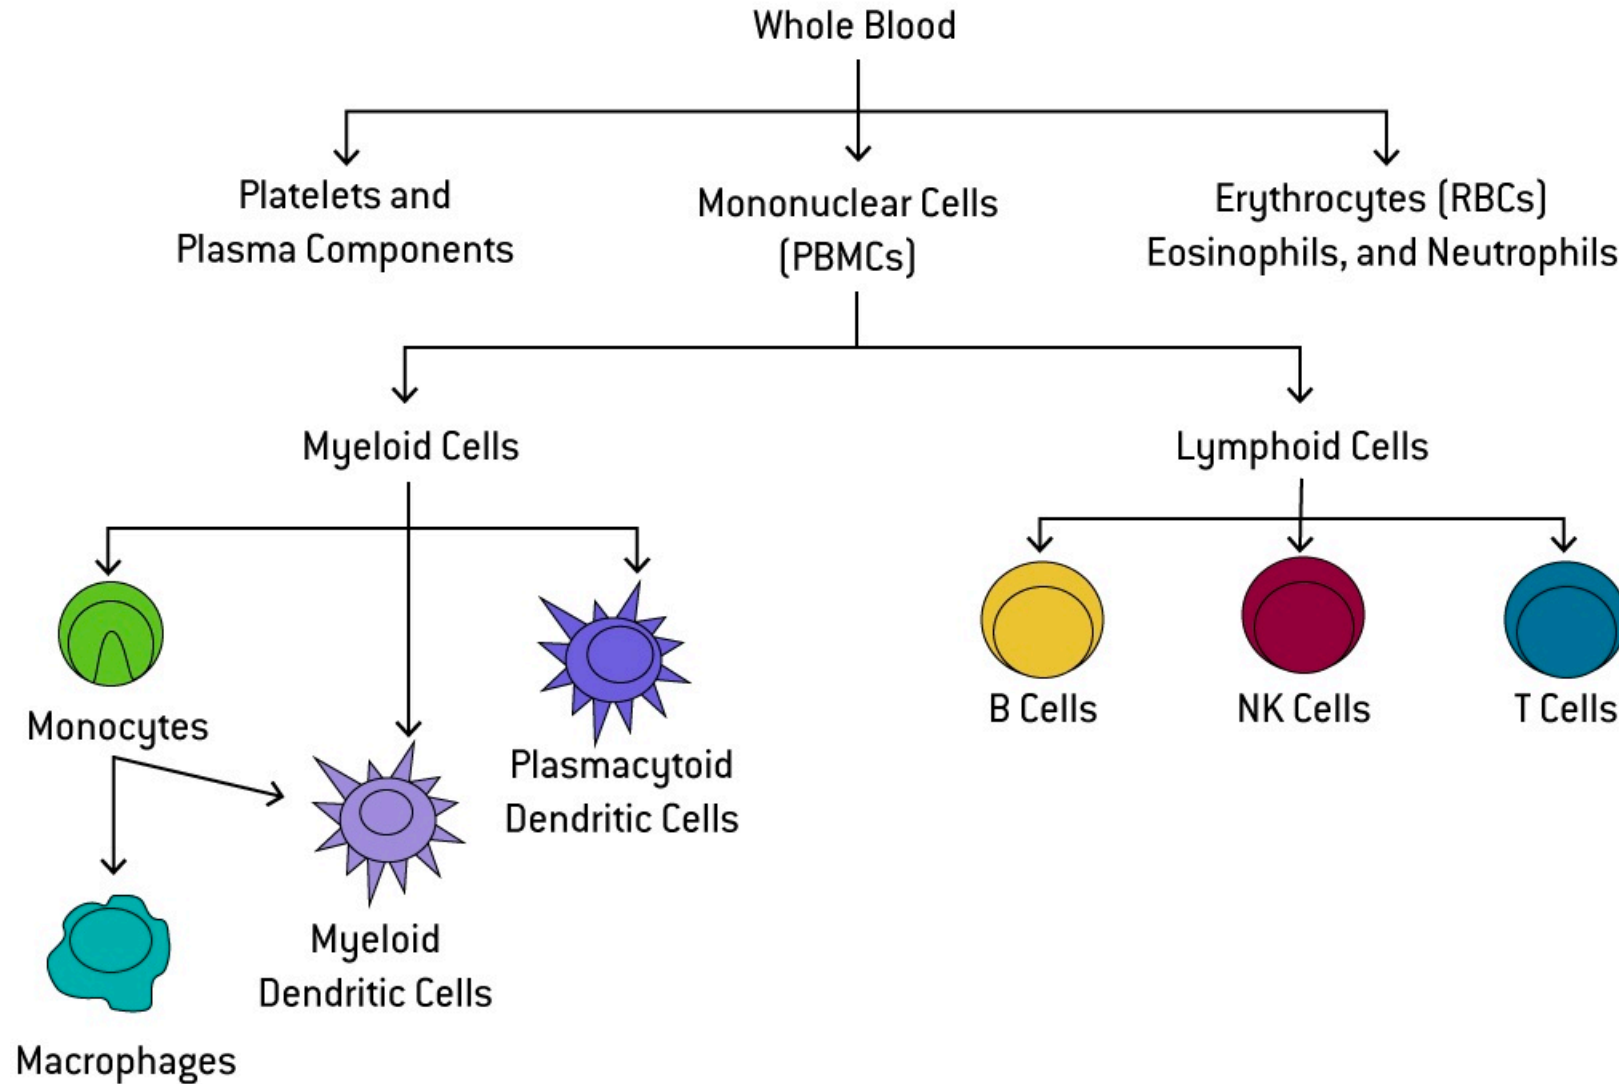 Whole Blood
Platelets and
Plasma Components
Mononuclear Cells
(PBMCs)
Erythrocytes (RBCs)
Eosinophils, and Neutrophils
Myeloid Cells
Lymphoid Cells
Monocytes
Plasmacytoid
Dendritic Cells
B Cells
NK Cells
T Cells
Myeloid
Dendritic Cells
Macrophages